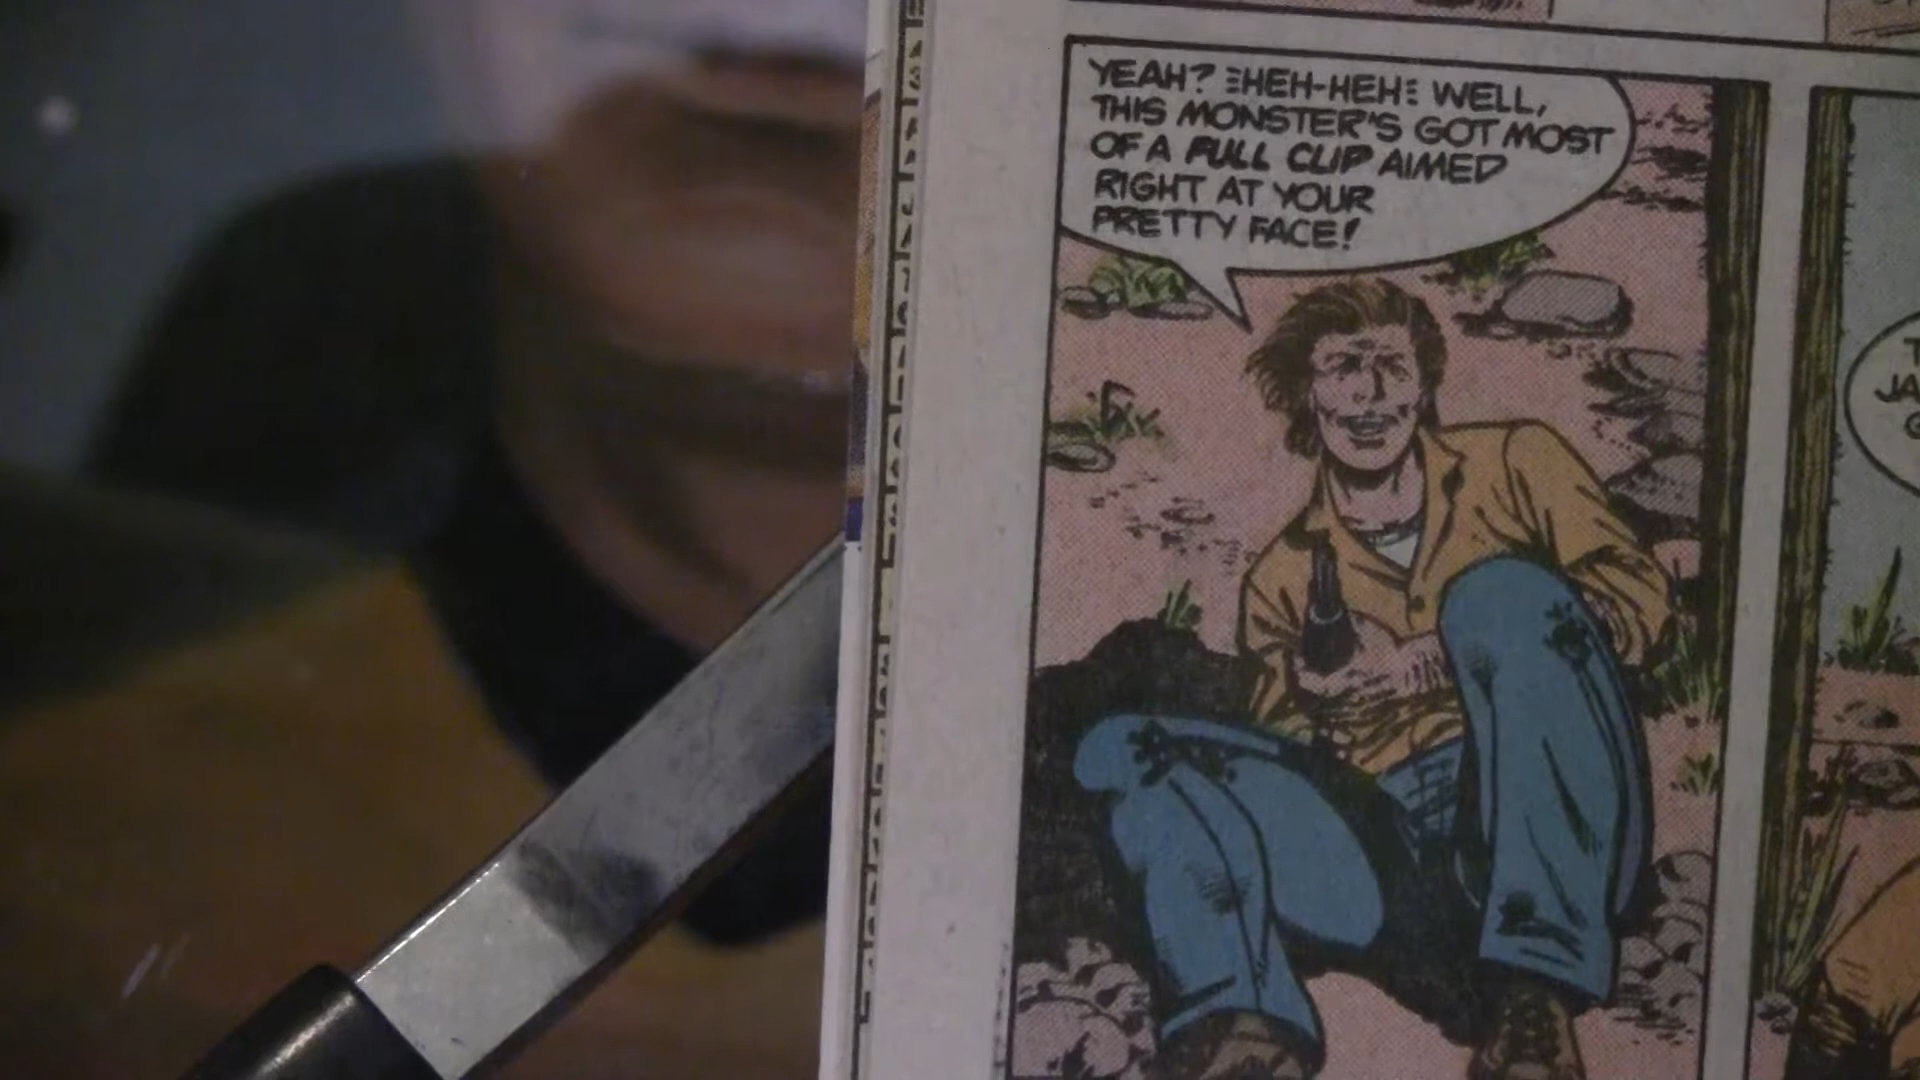 YEAH? ⋮HEH-HEH⋮ WELL,
THIS MONSTER'S GOT MOST
OF A FULL CLIP AIMED
RIGHT AT YOUR
PRETTY FACE!